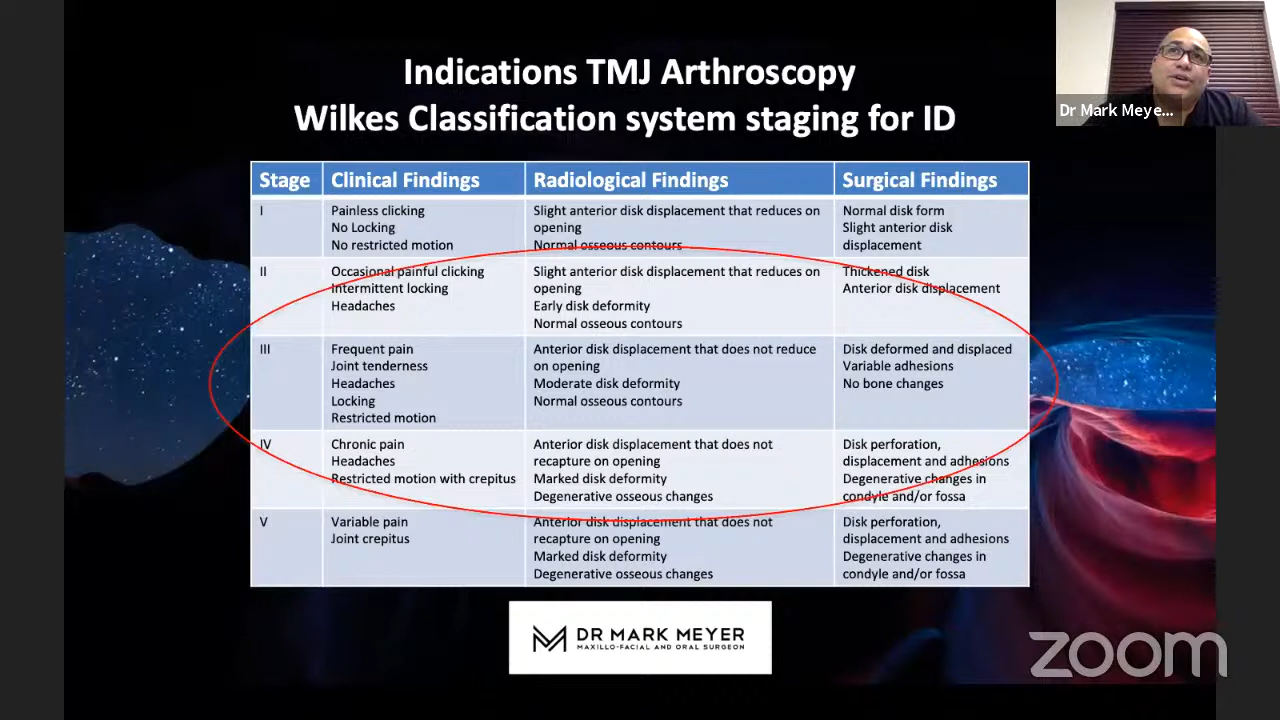 Indications TMJ Arthroscopy
Wilkes Classification system staging for ID
Dr Mark Meye...
Stage Clinical Findings Radiological Findings Surgical Findings
I
Painless clicking
No Locking
No restricted motion
Slight anterior disk displacement that reduces on
opening
Normal osseous contours
Normal disk form
Slight anterior disk
displacement
II
Occasional painful clicking
Intermittent locking
Headaches
Slight anterior disk displacement that reduces on
opening
Early disk deformity
Normal osseous contours
Thickened disk
Anterior disk displacement
III
Frequent pain
Joint tenderness
Headaches
Locking
Restricted motion
Anterior disk displacement that does not reduce
on opening
Moderate disk deformity
Normal osseous contours
Disk deformed and displaced
Variable adhesions
No bone changes
IV
Chronic pain
Headaches
Restricted motion with crepitus
Anterior disk displacement that does not
recapture on opening
Marked disk deformity
Degenerative osseous changes
Disk perforation,
displacement and adhesions
Degenerative changes in
condyle and/or fossa
V
Variable pain
Joint crepitus
Anterior disk displacement that does not
recapture on opening
Marked disk deformity
Degenerative osseous changes
Disk perforation,
displacement and adhesions
Degenerative changes in
condyle and/or fossa
DR MARK MEYER
MAXILLO-FACIAL AND ORAL SURGEON
zoom